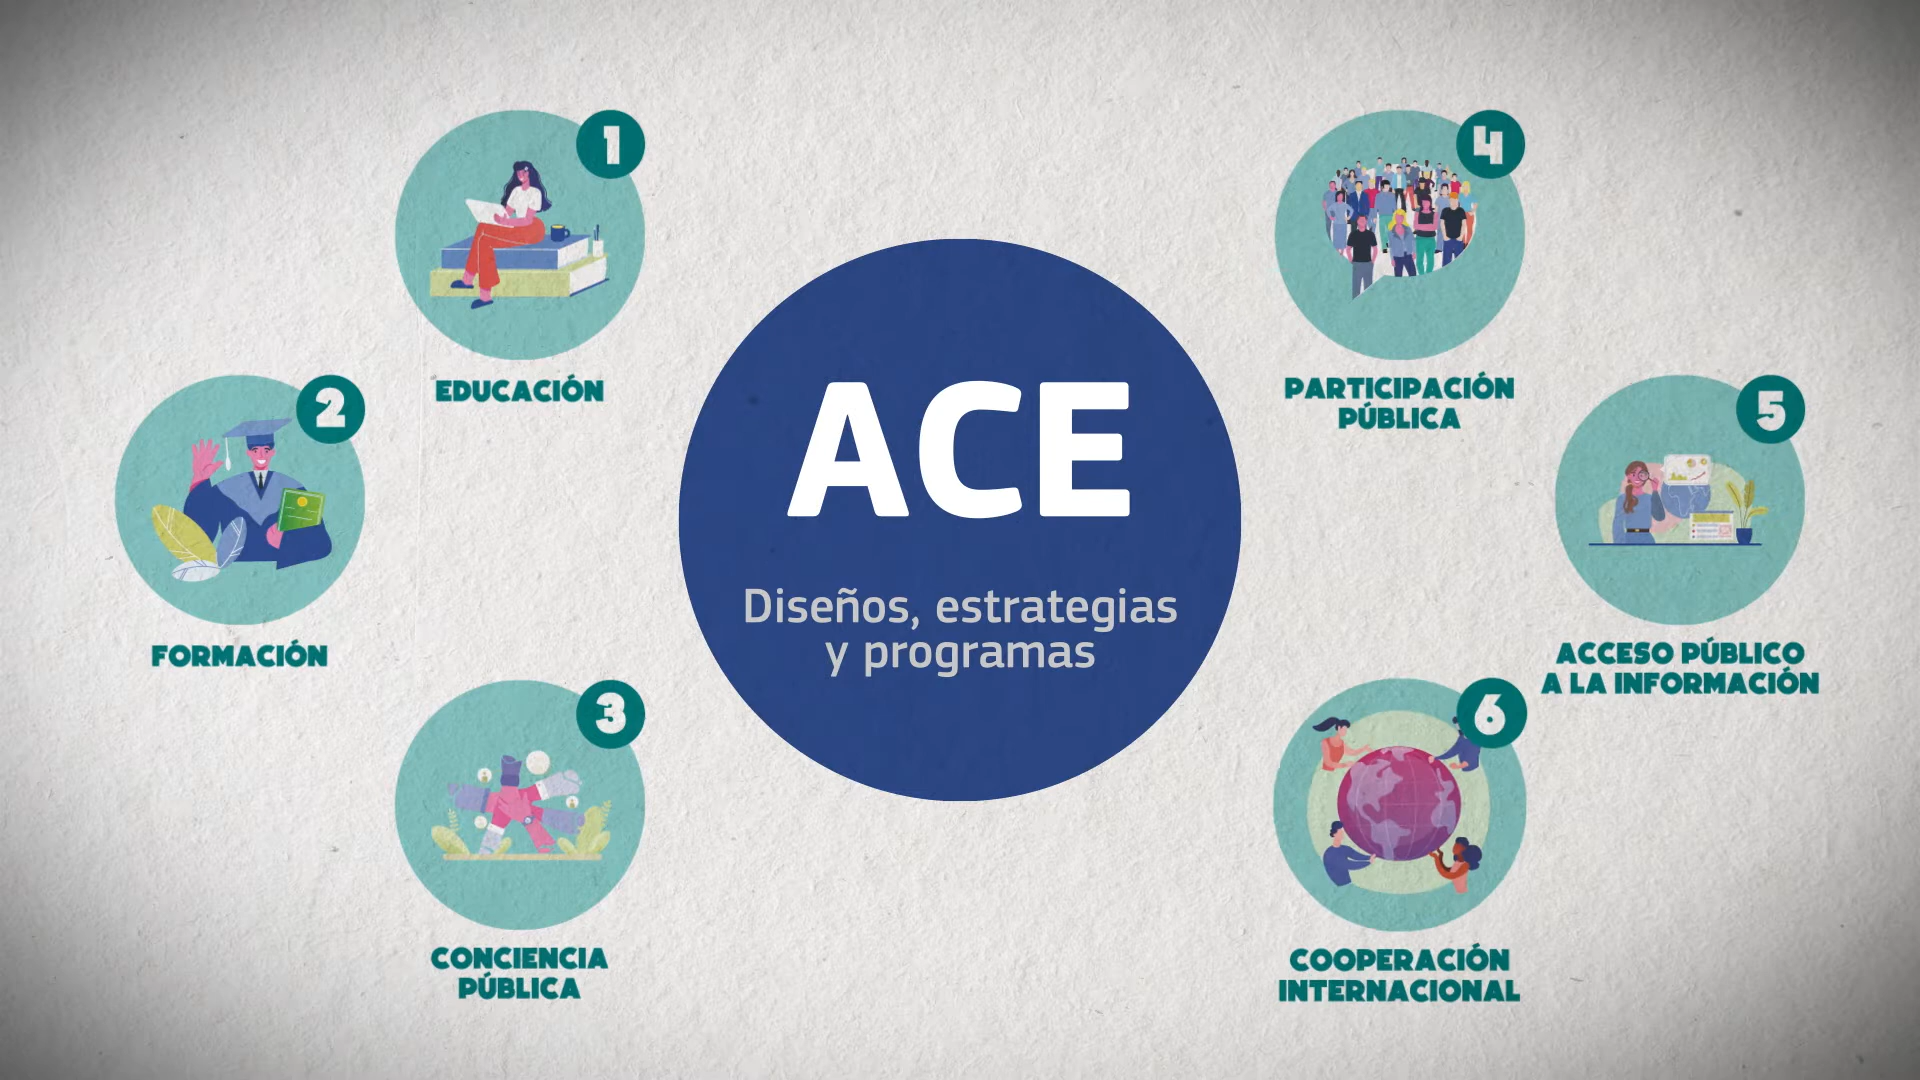 1
EDUCACIÓN
2
FORMACIÓN
3
CONCIENCIA
PÚBLICA
ACE
Diseños, estrategias
y programas
4
PARTICIPACIÓN
PÚBLICA
5
ACCESO PÚBLICO
A LA INFORMACIÓN
6
COOPERACIÓN
INTERNACIONAL